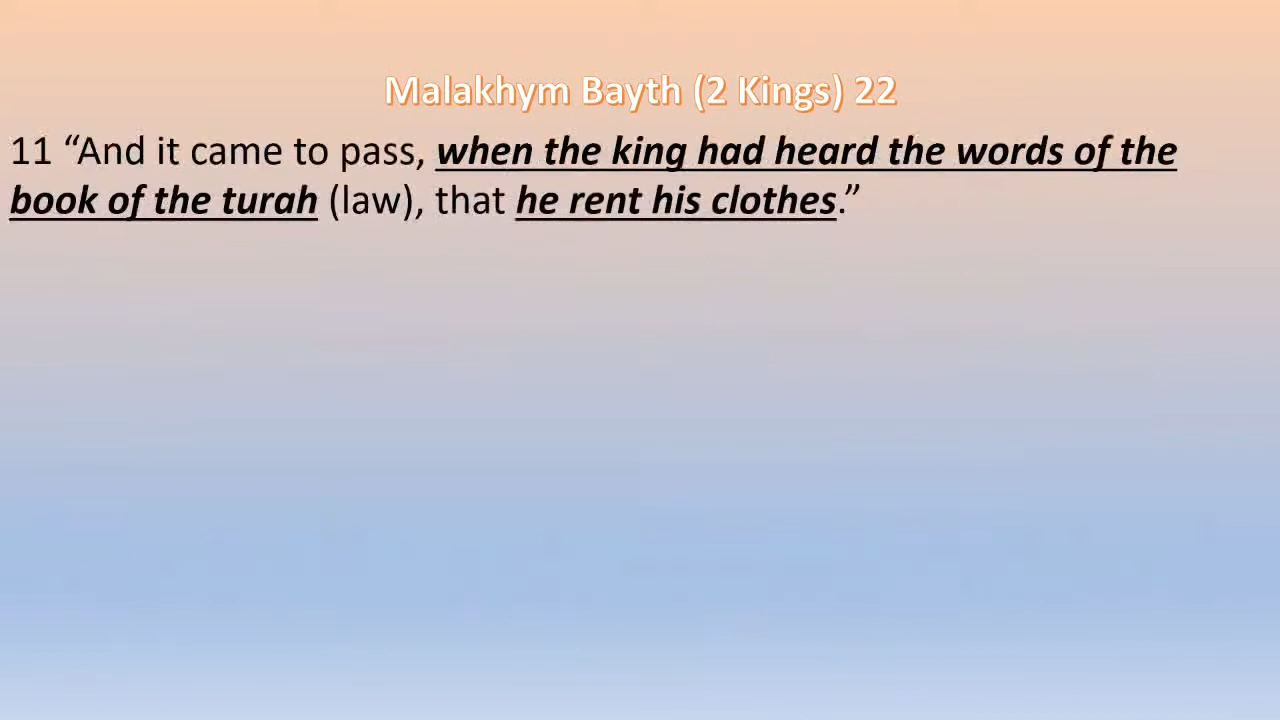 Malakhym Bayth (2 Kings) 22
11 “And it came to pass, when the king had heard the words of the
book of the turah (law), that he rent his clothes.”